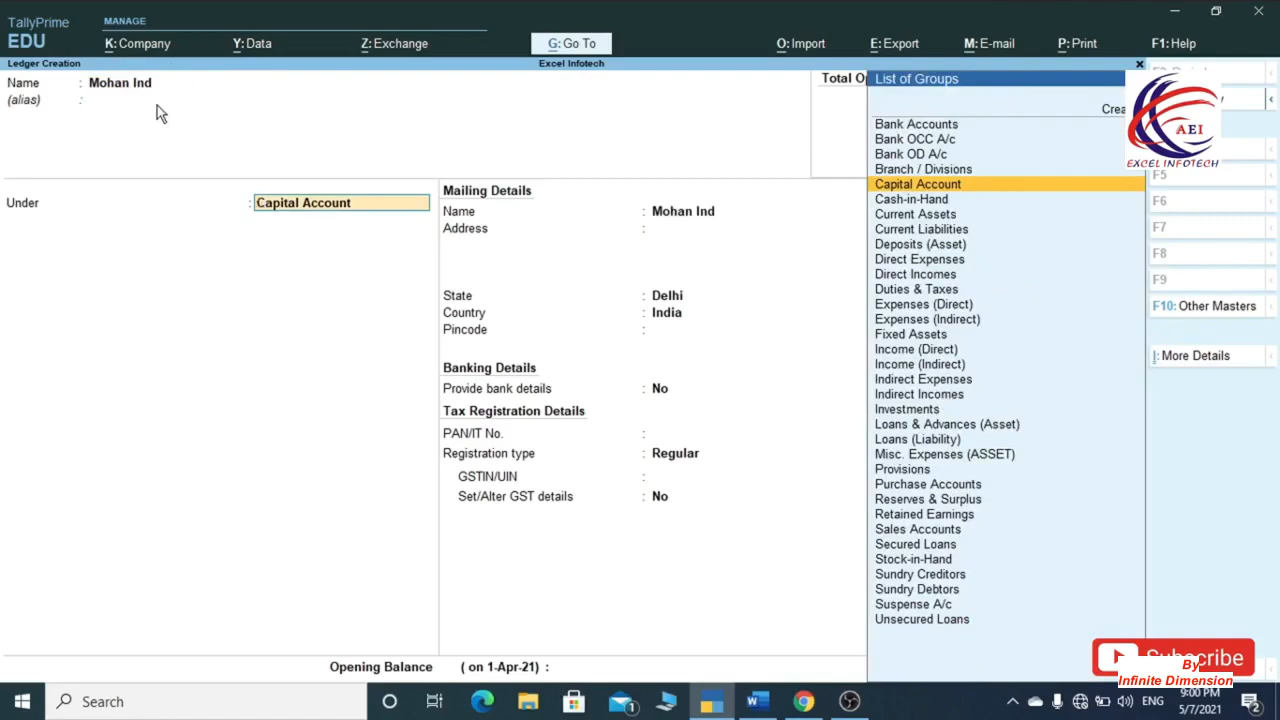 TallyPrime
EDU
MANAGE
K: Company
Y: Data
Z: Exchange
G: Go To
O: Import
E: Export
M: E-mail
P: Print
F1: Help
Ledger Creation
Excel Infotech
Name : Mohan Ind
(alias) :
Total Op
Under : Capital Account
Mailing Details
Name : Mohan Ind
Address :
State : Delhi
Country : India
Pincode :
Banking Details
Provide bank details : No
Tax Registration Details
PAN/IT No. :
Registration type : Regular
GSTIN/UIN :
Set/Alter GST details : No
Opening Balance ( on 1-Apr-21) :
List of Groups
Crea
Bank Accounts
Bank OCC A/c
Bank OD A/c
Branch / Divisions
Capital Account
Cash-in-Hand
Current Assets
Current Liabilities
Deposits (Asset)
Direct Expenses
Direct Incomes
Duties & Taxes
Expenses (Direct)
Expenses (Indirect)
Fixed Assets
Income (Direct)
Income (Indirect)
Indirect Expenses
Indirect Incomes
Investments
Loans & Advances (Asset)
Loans (Liability)
Misc. Expenses (ASSET)
Provisions
Purchase Accounts
Reserves & Surplus
Retained Earnings
Sales Accounts
Secured Loans
Stock-in-Hand
Sundry Creditors
Sundry Debtors
Suspense A/c
Unsecured Loans
AEI
EXCEL INFOTECH
F5
F6
F7
F8
F9
F10: Other Masters
I: More Details
Subscribe
By
Infinite Dimension
Search
1
ENG
9:00 PM
5/7/2021
2